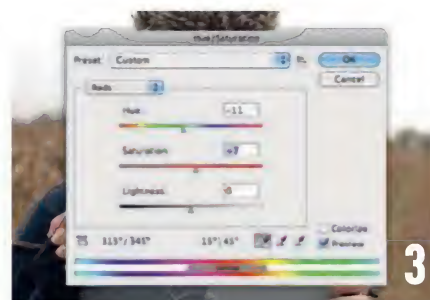 Hue/Saturation
Preset: Custom
OK
Cancel
Reds
Hue: -11
Saturation: +7
Lightness: 0
315°/345° 15°\45°
Colorize
Preview
3